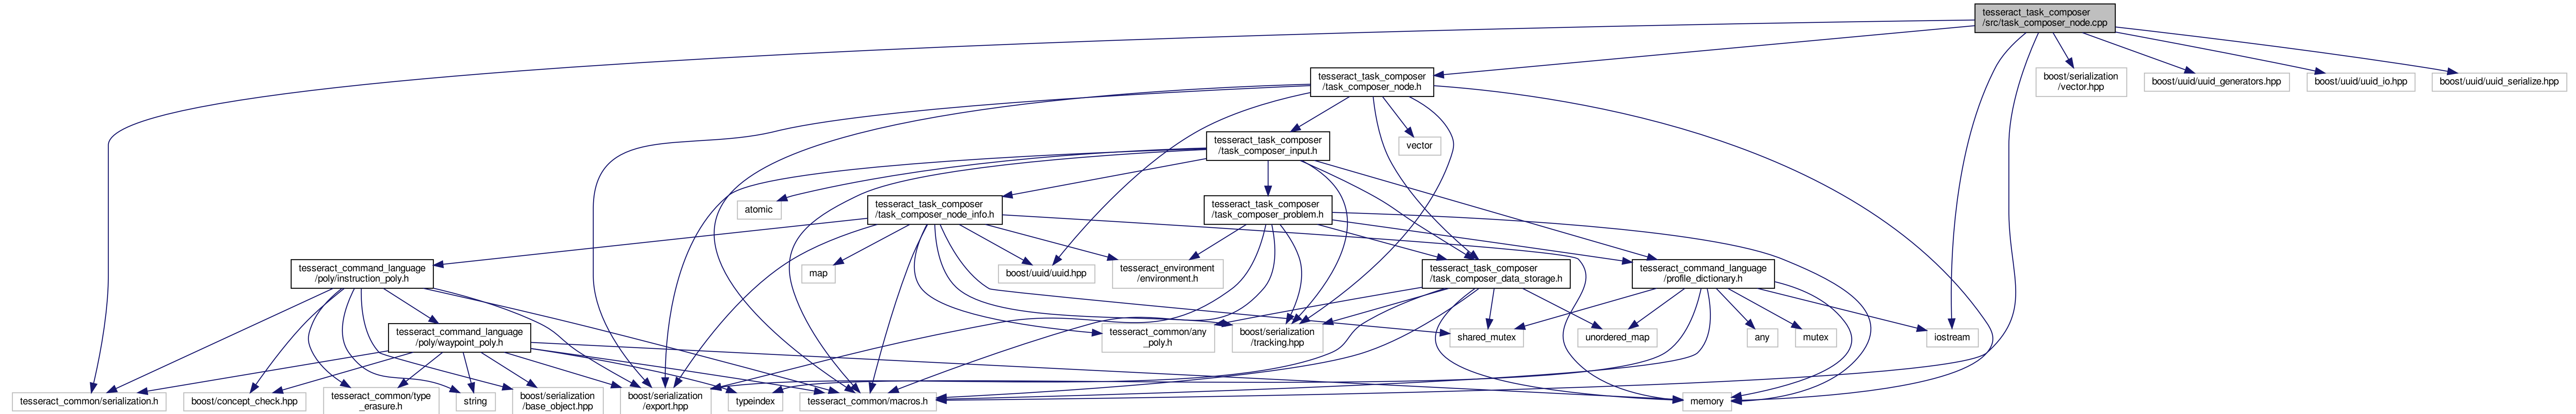 tesseract_task_composer
/src/task_composer_node.cpp
tesseract_task_composer
/task_composer_node.h
boost/serialization
/vector.hpp
boost/uuid/uuid_generators.hpp
boost/uuid/uuid_io.hpp
boost/uuid/uuid_serialize.hpp
tesseract_task_composer
/task_composer_input.h
vector
atomic
tesseract_task_composer
/task_composer_node_info.h
tesseract_task_composer
/task_composer_problem.h
tesseract_command_language
/poly/instruction_poly.h
map
boost/uuid/uuid.hpp
tesseract_environment
/environment.h
tesseract_task_composer
/task_composer_data_storage.h
tesseract_command_language
/profile_dictionary.h
tesseract_command_language
/poly/waypoint_poly.h
tesseract_common/any
_poly.h
boost/serialization
/tracking.hpp
shared_mutex
unordered_map
any
mutex
iostream
tesseract_common/serialization.h
boost/concept_check.hpp
tesseract_common/type
_erasure.h
string
boost/serialization
/base_object.hpp
boost/serialization
/export.hpp
typeindex
tesseract_common/macros.h
memory